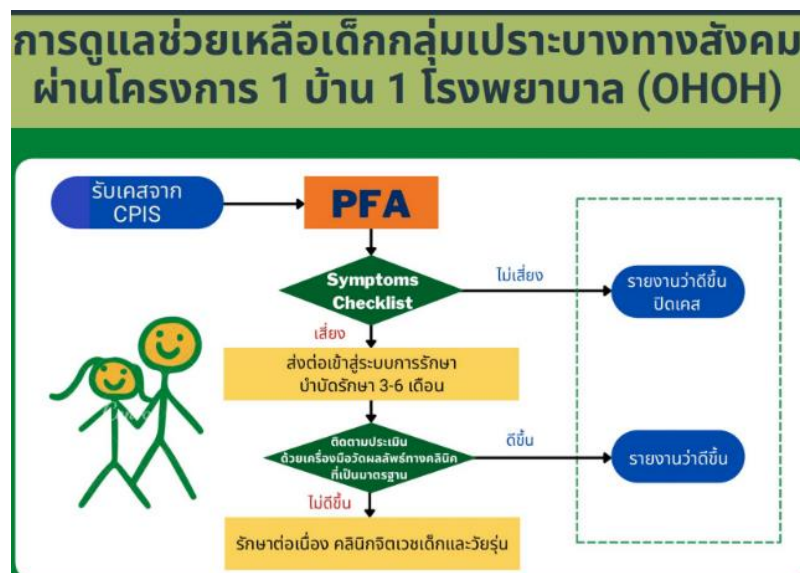 การดูแลช่วยเหลือเด็กกลุ่มเปราะบางทางสังคม
ผ่านโครงการ 1 บ้าน 1 โรงพยาบาล (OHOH)
รับเคสจาก
CPIS
PFA
Symptoms
Checklist
ไม่เสี่ยง
รายงานว่าดีขึ้น
ปิดเคส
เสี่ยง
ส่งต่อเข้าสู่ระบบการรักษา
บำบัดรักษา 3-6 เดือน
ติดตามประเมิน
ด้วยเครื่องมือวัดผลลัพธ์ทางคลินิก
ที่เป็นมาตรฐาน
ดีขึ้น
รายงานว่าดีขึ้น
ไม่ดีขึ้น
รักษาต่อเนื่อง คลินิกจิตเวชเด็กและวัยรุ่น